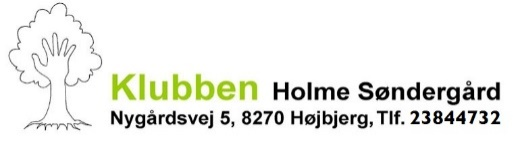 Klubben Holme Søndergård
Nygårdsvej 5, 8270 Højbjerg, Tlf. 23844732